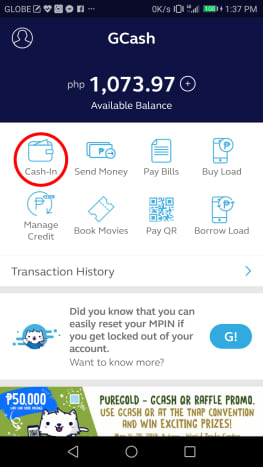 GLOBE 0K/s 1:37 PM
GCash
php 1,073.97
Available Balance
Cash-In Send Money Pay Bills Buy Load
Manage Credit Book Movies Pay QR Borrow Load
Transaction History
Did you know that you can
easily reset your MPIN if
you get locked out of your
account.
Want to know more?
G!
₱50,000
PUREGOLD - GCASH QR RAFFLE PROMO.
USE GCASH QR AT THE TNAP CONVENTION
AND WIN EXCITING PRIZES!